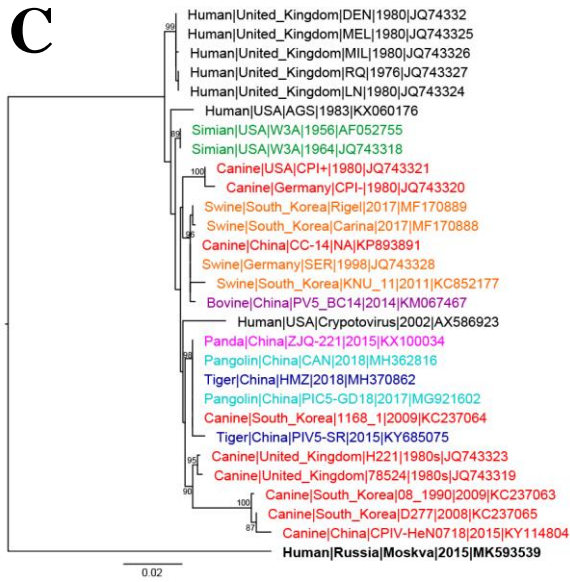 C
99
Human|United_Kingdom|DEN|1980|JQ74332
Human|United_Kingdom|MEL|1980|JQ743325
Human|United_Kingdom|MIL|1980|JQ743326
Human|United_Kingdom|RQ|1976|JQ743327
Human|United_Kingdom|LN|1980|JQ743324
Human|USA|AGS|1983|KX060176
89
Simian|USA|W3A|1956|AF052755
Simian|USA|W3A|1964|JQ743318
100
Canine|USA|CPI+|1980|JQ743321
Canine|Germany|CPI-|1980|JQ743320
Swine|South_Korea|Rigel|2017|MF170889
Swine|South_Korea|Carina|2017|MF170888
96
Canine|China|CC-14|NA|KP893891
Swine|Germany|SER|1998|JQ743328
Swine|South_Korea|KNU_11|2011|KC852177
Bovine|China|PV5_BC14|2014|KM067467
Human|USA|Crypotovirus|2002|AX586923
Panda|China|ZJQ-221|2015|KX100034
98
Pangolin|China|CAN|2018|MH362816
Tiger|China|HMZ|2018|MH370862
Pangolin|China|PIC5-GD18|2017|MG921602
Canine|South_Korea|1168_1|2009|KC237064
Tiger|China|PIV5-SR|2015|KY685075
95
Canine|United_Kingdom|H221|1980s|JQ743323
Canine|United_Kingdom|78524|1980s|JQ743319
90
Canine|South_Korea|08_1990|2009|KC237063
100
Canine|South_Korea|D277|2008|KC237065
87
Canine|China|CPIV-HeN0718|2015|KY114804
Human|Russia|Moskva|2015|MK593539
0.02